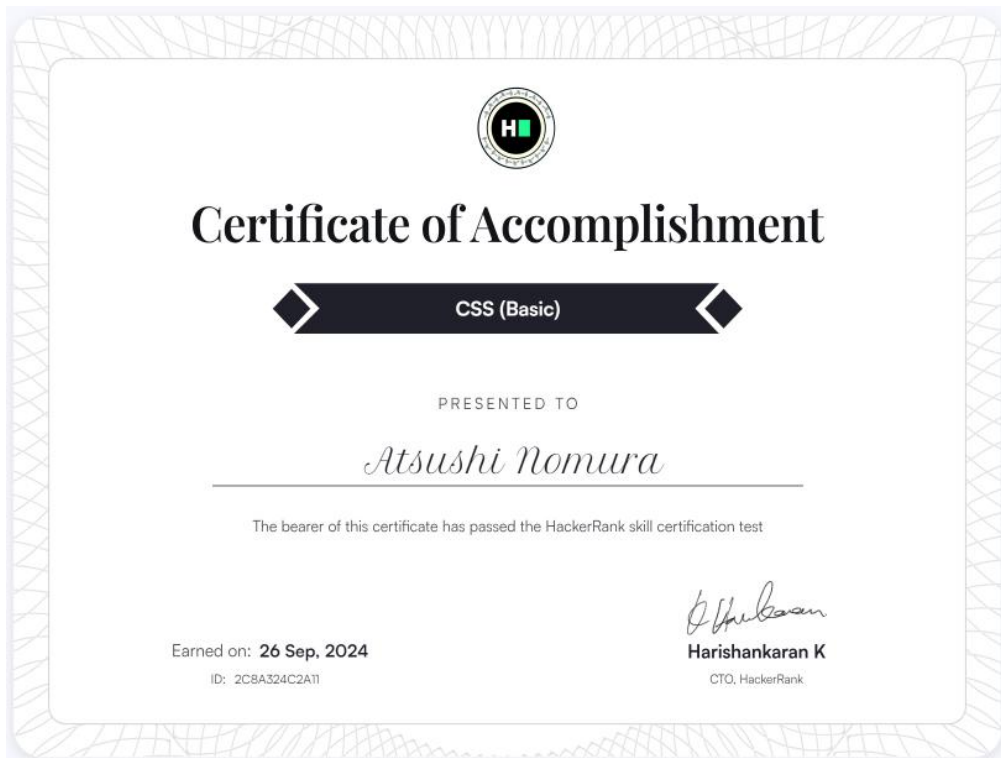 H
Certificate of Accomplishment
CSS (Basic)
PRESENTED TO
Atsushi Nomura
The bearer of this certificate has passed the HackerRank skill certification test
Earned on: 26 Sep, 2024
ID: 2C8A324C2A11
Harishankaran K
CTO, HackerRank